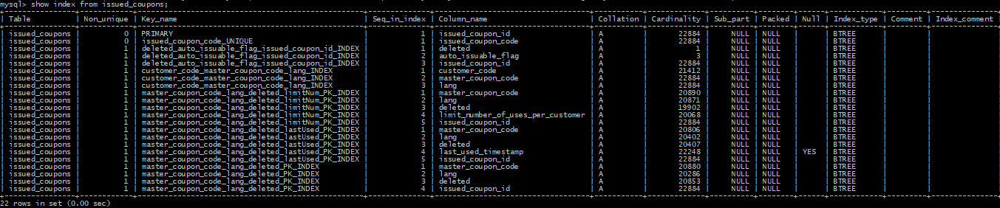 mysql> show index from issued_coupons;
| Table | Non_unique | Key_name | Seq_in_index | Column_name | Collation | Cardinality | Sub_part | Packed | Null | Index_type | Comment | Index_comment |
| issued_coupons | 0 | PRIMARY | 1 | issued_coupon_id | A | 22884 | NULL | NULL | | BTREE | | |
| issued_coupons | 0 | issued_coupon_code_UNIQUE | 1 | issued_coupon_code | A | 22884 | NULL | NULL | | BTREE | | |
| issued_coupons | 1 | deleted_auto_issuable_flag_issued_coupon_id_INDEX | 1 | deleted | A | 1 | NULL | NULL | | BTREE | | |
| issued_coupons | 1 | deleted_auto_issuable_flag_issued_coupon_id_INDEX | 2 | auto_issuable_flag | A | 3 | NULL | NULL | | BTREE | | |
| issued_coupons | 1 | deleted_auto_issuable_flag_issued_coupon_id_INDEX | 3 | issued_coupon_id | A | 22884 | NULL | NULL | | BTREE | | |
| issued_coupons | 1 | customer_code_master_coupon_code_lang_INDEX | 1 | customer_code | A | 21412 | NULL | NULL | | BTREE | | |
| issued_coupons | 1 | customer_code_master_coupon_code_lang_INDEX | 2 | master_coupon_code | A | 22884 | NULL | NULL | | BTREE | | |
| issued_coupons | 1 | customer_code_master_coupon_code_lang_INDEX | 3 | lang | A | 22884 | NULL | NULL | | BTREE | | |
| issued_coupons | 1 | master_coupon_code_lang_deleted_limitNum_PK_INDEX | 1 | master_coupon_code | A | 20890 | NULL | NULL | | BTREE | | |
| issued_coupons | 1 | master_coupon_code_lang_deleted_limitNum_PK_INDEX | 2 | lang | A | 20871 | NULL | NULL | | BTREE | | |
| issued_coupons | 1 | master_coupon_code_lang_deleted_limitNum_PK_INDEX | 3 | deleted | A | 19902 | NULL | NULL | | BTREE | | |
| issued_coupons | 1 | master_coupon_code_lang_deleted_limitNum_PK_INDEX | 4 | limit_number_of_uses_per_customer | A | 20068 | NULL | NULL | | BTREE | | |
| issued_coupons | 1 | master_coupon_code_lang_deleted_limitNum_PK_INDEX | 5 | issued_coupon_id | A | 22884 | NULL | NULL | | BTREE | | |
| issued_coupons | 1 | master_coupon_code_lang_deleted_lastUsed_PK_INDEX | 1 | master_coupon_code | A | 20806 | NULL | NULL | | BTREE | | |
| issued_coupons | 1 | master_coupon_code_lang_deleted_lastUsed_PK_INDEX | 2 | lang | A | 20402 | NULL | NULL | | BTREE | | |
| issued_coupons | 1 | master_coupon_code_lang_deleted_lastUsed_PK_INDEX | 3 | deleted | A | 20407 | NULL | NULL | | BTREE | | |
| issued_coupons | 1 | master_coupon_code_lang_deleted_lastUsed_PK_INDEX | 4 | last_used_timestamp | A | 22248 | NULL | NULL | YES | BTREE | | |
| issued_coupons | 1 | master_coupon_code_lang_deleted_lastUsed_PK_INDEX | 5 | issued_coupon_id | A | 22884 | NULL | NULL | | BTREE | | |
| issued_coupons | 1 | master_coupon_code_lang_deleted_PK_INDEX | 1 | master_coupon_code | A | 20880 | NULL | NULL | | BTREE | | |
| issued_coupons | 1 | master_coupon_code_lang_deleted_PK_INDEX | 2 | lang | A | 20286 | NULL | NULL | | BTREE | | |
| issued_coupons | 1 | master_coupon_code_lang_deleted_PK_INDEX | 3 | deleted | A | 20853 | NULL | NULL | | BTREE | | |
| issued_coupons | 1 | master_coupon_code_lang_deleted_PK_INDEX | 4 | issued_coupon_id | A | 22884 | NULL | NULL | | BTREE | | |
22 rows in set (0.00 sec)